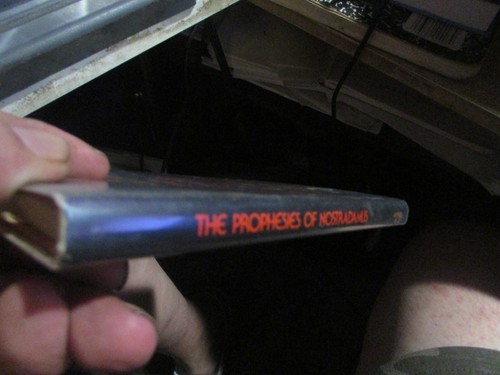 THE PROPHESIES OF NOSTRADAMUS